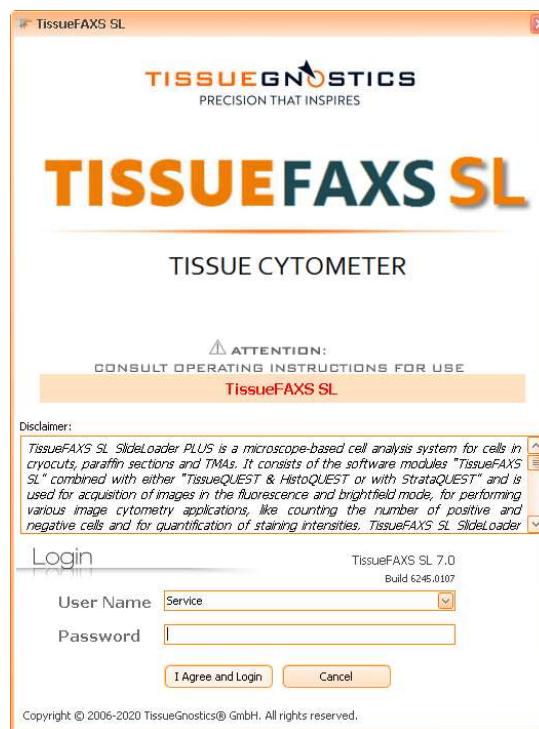 TissueFAXS SL
TISSUEGNOSTICS
PRECISION THAT INSPIRES
TISSUEFAXS SL
TISSUE CYTOMETER
ATTENTION:
CONSULT OPERATING INSTRUCTIONS FOR USE
TissueFAXS SL
Disclaimer:
TissueFAXS SL SlideLoader PLUS is a microscope-based cell analysis system for cells in
cryocuts, paraffin sections and TMAs. It consists of the software modules "TissueFAXS
SL" combined with either "TissueQUEST & HistoQUEST or with StrataQUEST" and is
used for acquisition of images in the fluorescence and brightfield mode, for performing
various image cytometry applications, like counting the number of positive and
negative cells and for quantification of staining intensities. TissueFAXS SL SlideLoader
Login
TissueFAXS SL 7.0
Build 6245.0107
User Name Service
Password
I Agree and Login Cancel
Copyright © 2006-2020 TissueGnostics® GmbH. All rights reserved.